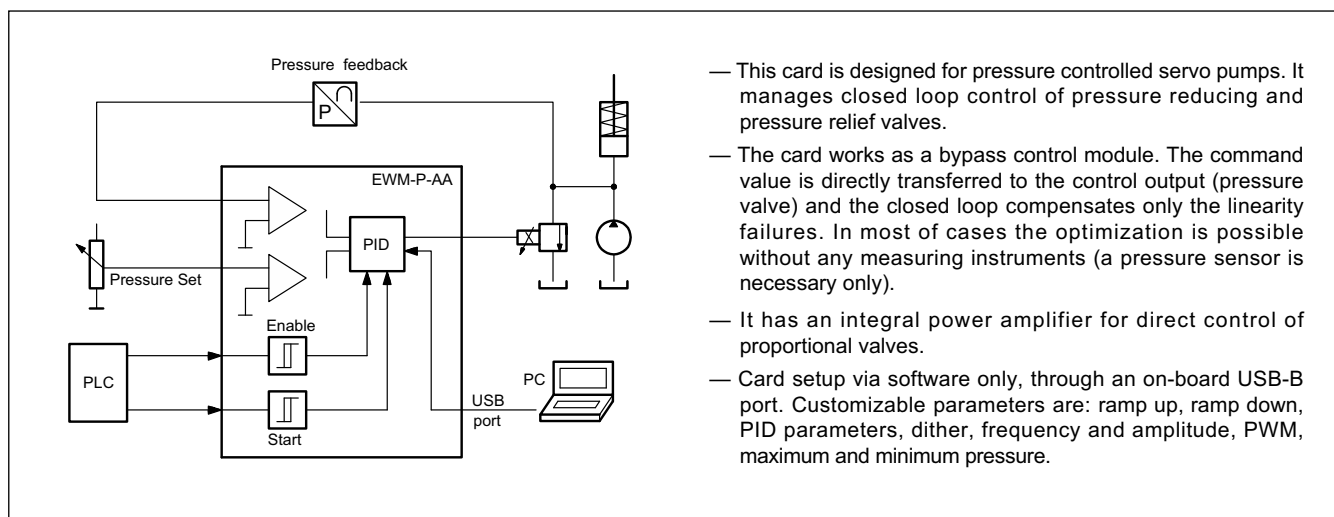 Pressure feedback
P
EWM-P-AA
PID
Pressure Set
Enable
PLC
Start
USB
port
PC
— This card is designed for pressure controlled servo pumps. It
manages closed loop control of pressure reducing and
pressure relief valves.
— The card works as a bypass control module. The command
value is directly transferred to the control output (pressure
valve) and the closed loop compensates only the linearity
failures. In most of cases the optimization is possible
without any measuring instruments (a pressure sensor is
necessary only).
— It has an integral power amplifier for direct control of
proportional valves.
— Card setup via software only, through an on-board USB-B
port. Customizable parameters are: ramp up, ramp down,
PID parameters, dither, frequency and amplitude, PWM,
maximum and minimum pressure.